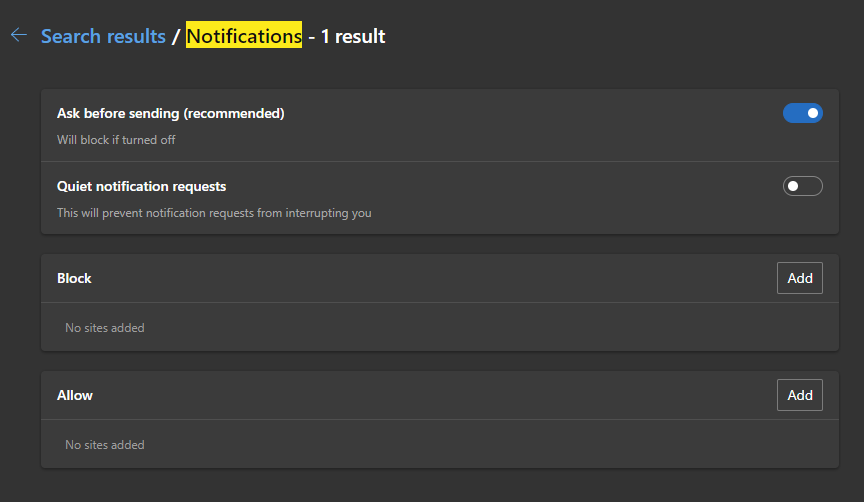 Search results / Notifications - 1 result
Ask before sending (recommended)
Will block if turned off
Quiet notification requests
This will prevent notification requests from interrupting you
Block
Add
No sites added
Allow
Add
No sites added